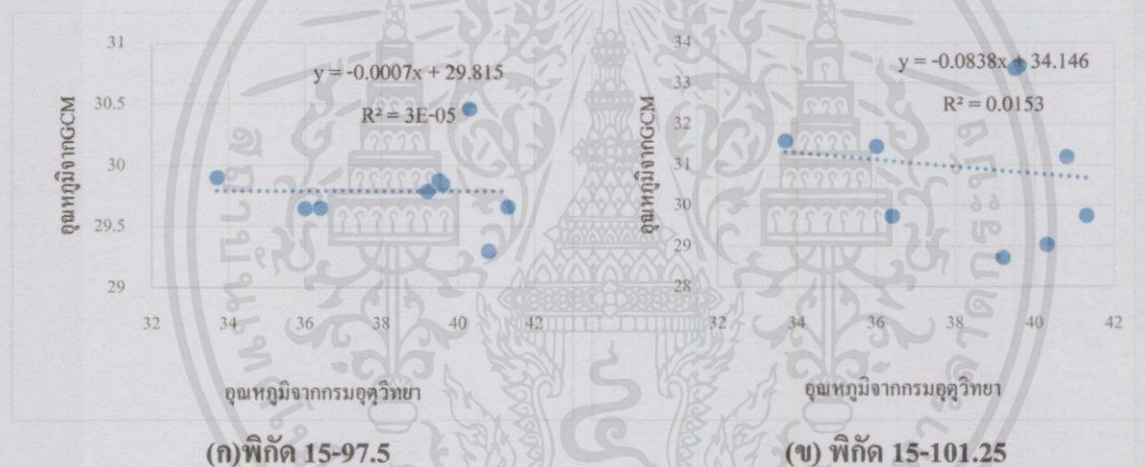 31
30.5
30
29.5
29
32 34 36 38 40 42
y = -0.0007x + 29.815
R² = 3E-05
อุณหภูมิจากGCM
อุณหภูมิจากกรมอุตุวิทยา
(ก)พิกัด 15-97.5
34
33
32
31
30
29
28
32 34 36 38 40 42
y = -0.0838x + 34.146
R² = 0.0153
อุณหภูมิจากGCM
อุณหภูมิจากกรมอุตุวิทยา
(ข) พิกัด 15-101.25